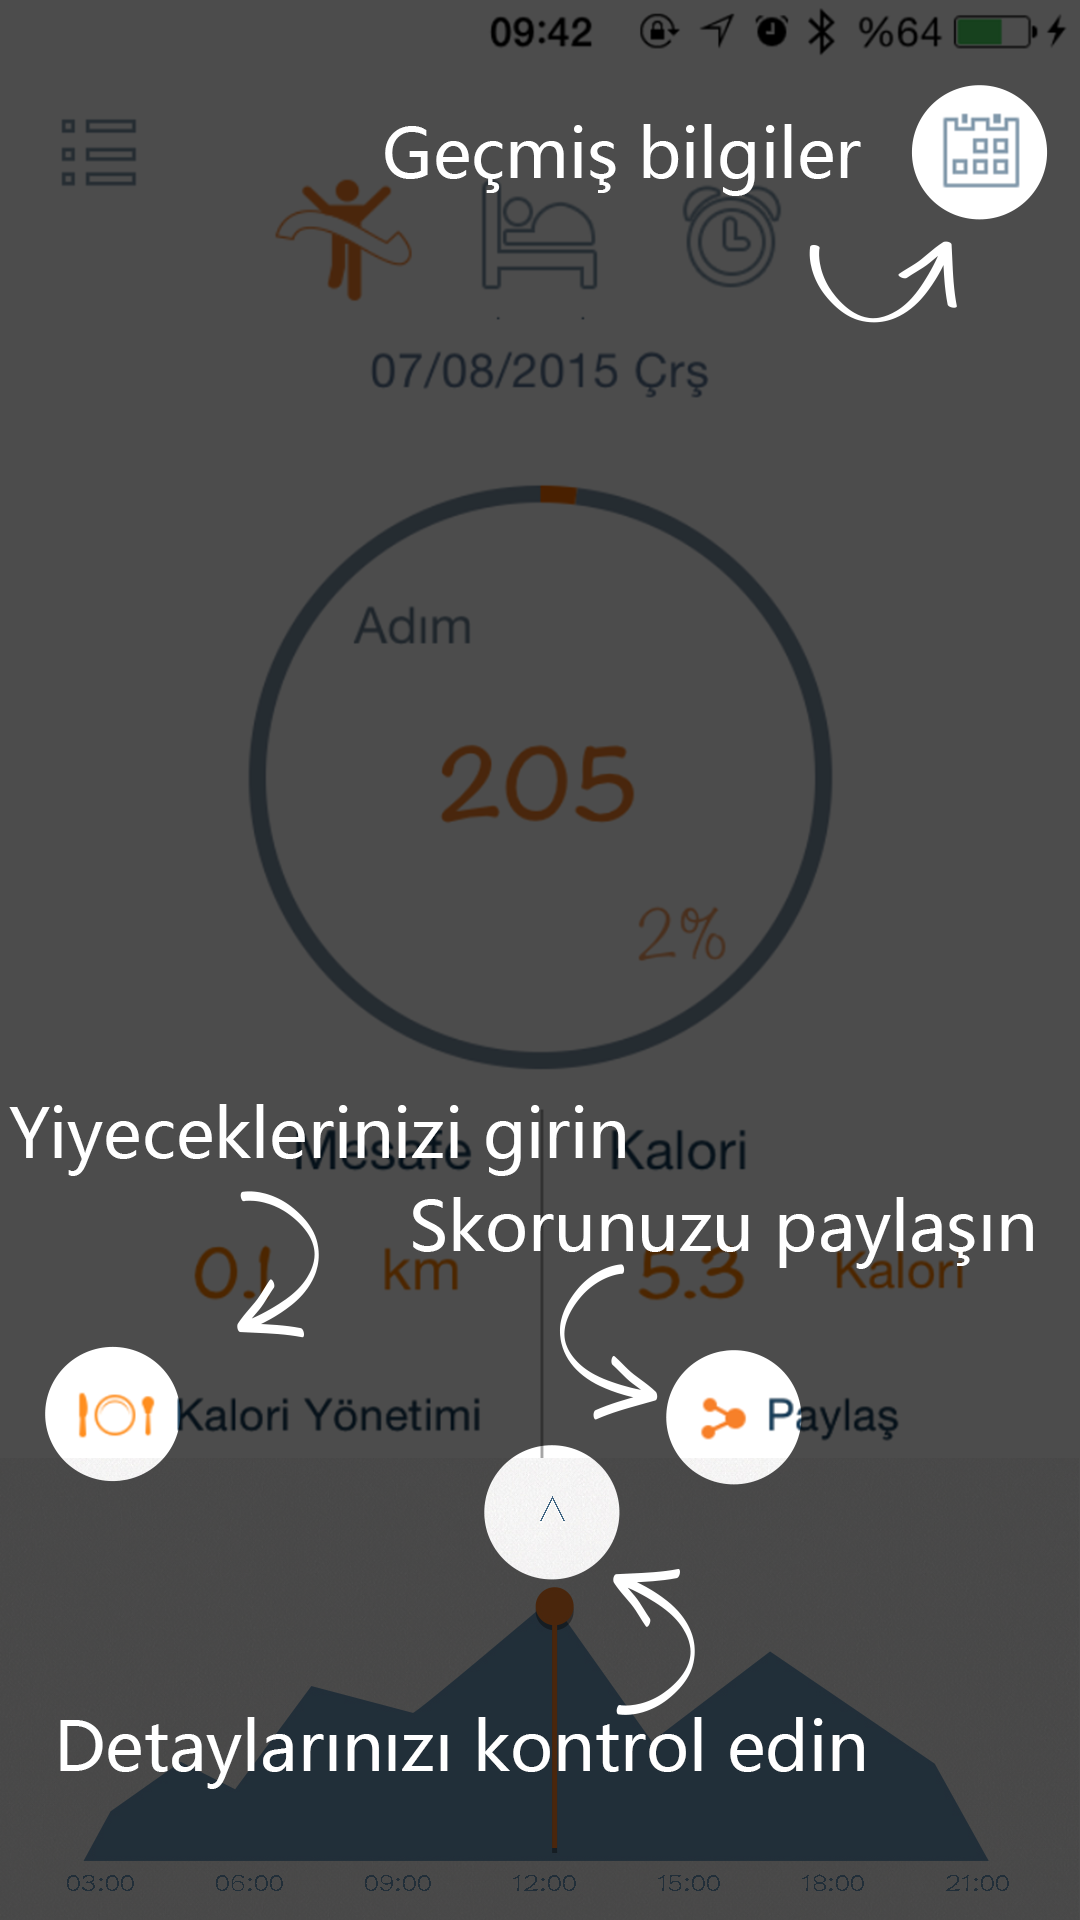 09:42 %64
Geçmiş bilgiler
07/08/2015 Çrş
Adım
205
2%
Yiyeceklerinizi girin
Mesafe Kalori
Skorunuzu paylaşın
0.1 km 5.3 Kalori
Kalori Yönetimi Paylaş
Detaylarınızı kontrol edin
03:00 06:00 09:00 12:00 15:00 18:00 21:00